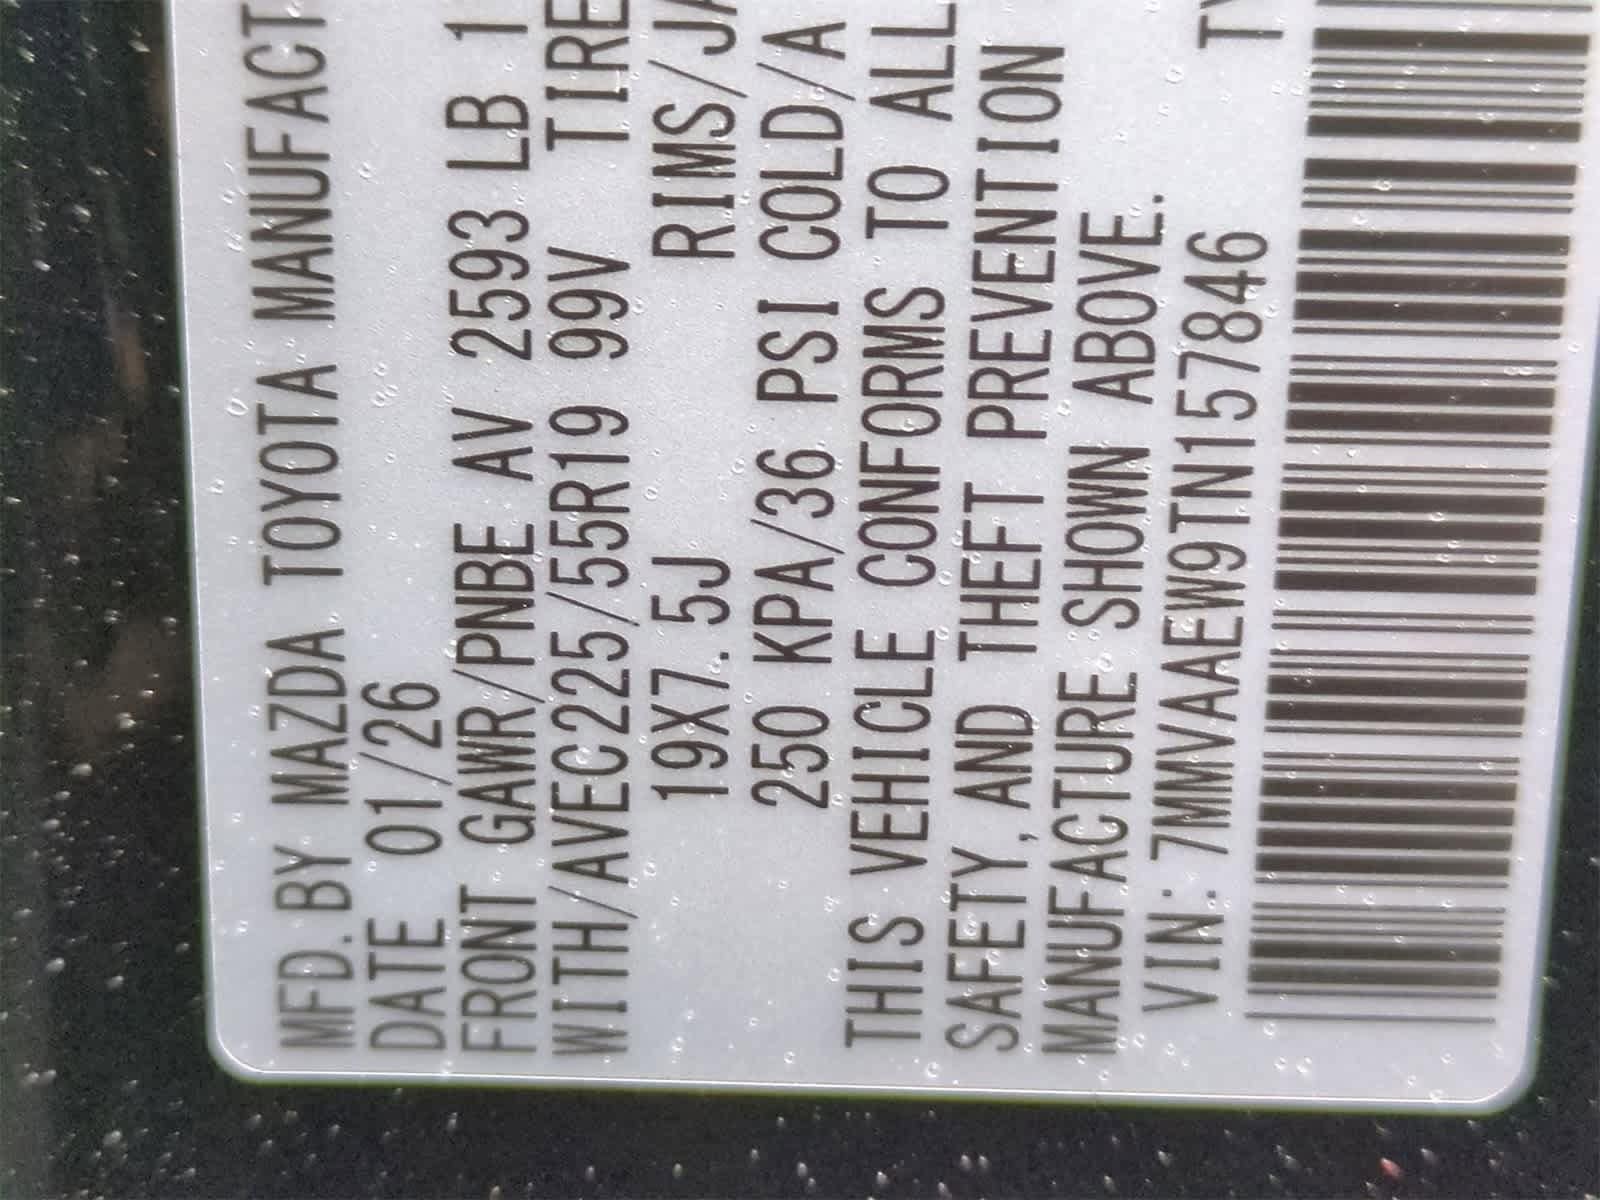 MFD.BY MAZDA TOYOTA MANUFACT
DATE 01/26
FRONT GAWR/PNBE AV 2593 LB 1
WITH/AVEC225/55R19 99V TIRE
19X7.5J RIMS/JA
250 KPA/36 PSI COLD/A
THIS VEHICLE CONFORMS TO ALL
SAFETY, AND THEFT PREVENTION
MANUFACTURE SHOWN ABOVE.
VIN:7MMVAAEW9TN157846 TY